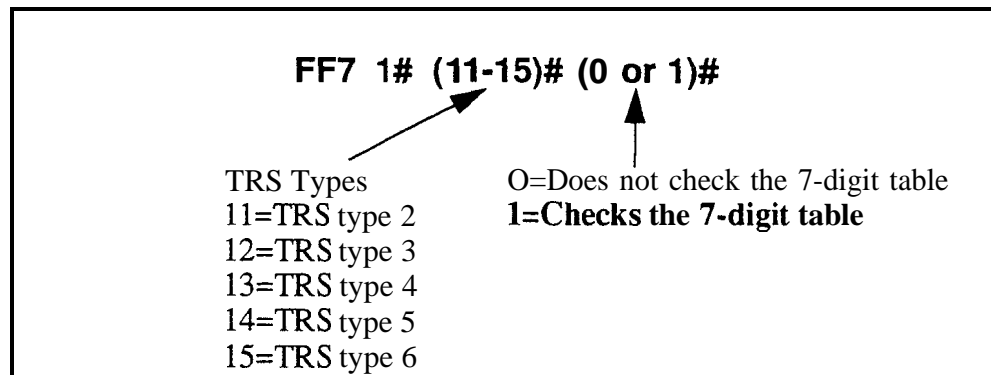 FF7 1# (11-15)# (0 or 1)#
TRS Types
11=TRS type 2
12=TRS type 3
13=TRS type 4
14=TRS type 5
15=TRS type 6
O=Does not check the 7-digit table
1=Checks the 7-digit table